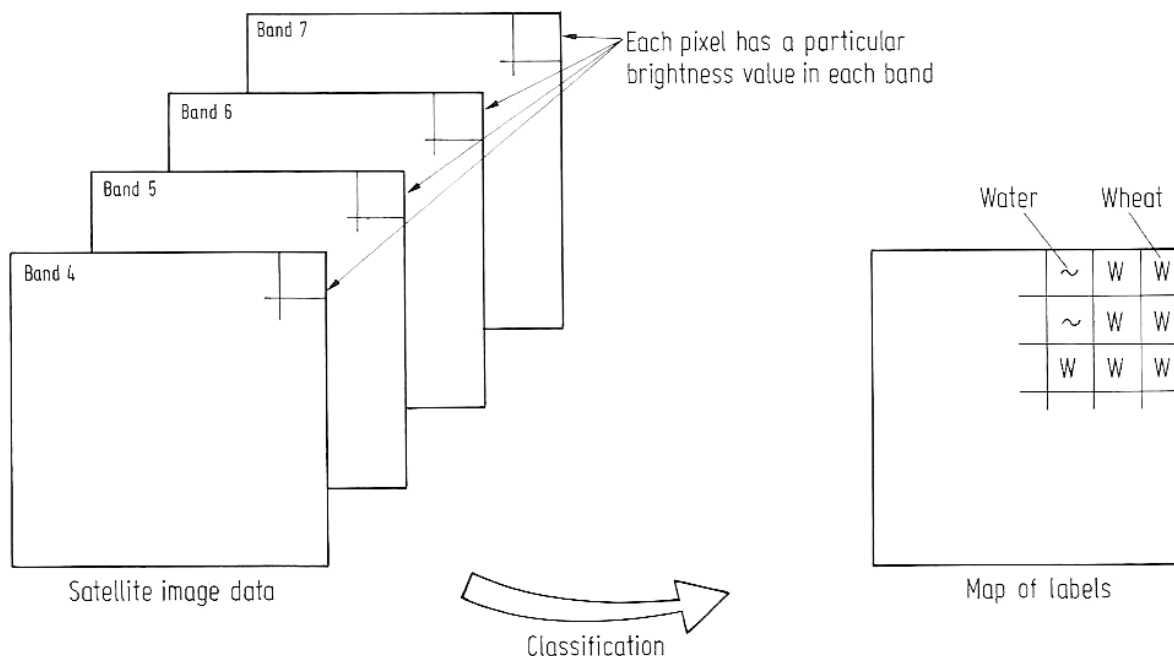 Band 7
Each pixel has a particular
brightness value in each band
Band 6
Band 5
Water Wheat
Band 4
~ W W
~ W W
W W W
Satellite image data
Map of labels
Classification